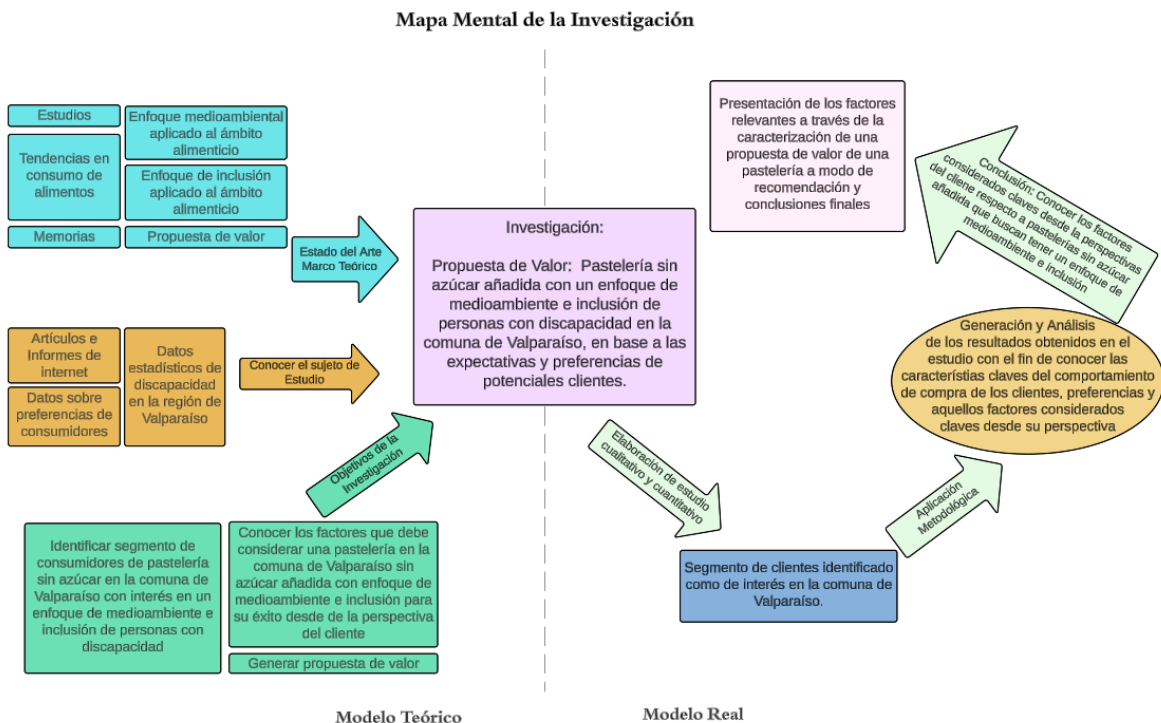 Mapa Mental de la Investigación
Estudios
Tendencias en
consumo de
alimentos
Memorias
Enfoque medioambiental
aplicado al ámbito
alimenticio
Enfoque de inclusión
aplicado al ámbito
alimenticio
Propuesta de valor
Estado del Arte
Marco Teórico
Artículos e
Informes de
internet
Datos sobre
preferencias de
consumidores
Datos
estadísticos de
discapacidad
en la región de
Valparaíso
Conocer el sujeto de
Estudio
Identificar segmento de
consumidores de pastelería
sin azúcar en la comuna de
Valparaíso con interés en un
enfoque de medioambiente e
inclusión de personas con
discapacidad
Conocer los factores que debe
considerar una pastelería en la
comuna de Valparaíso sin
azúcar añadida con enfoque de
medioambiente e inclusión para
su éxito desde de la perspectiva
del cliente
Generar propuesta de valor
Objetivos de la
Investigación
Investigación:
Propuesta de Valor: Pastelería sin
azúcar añadida con un enfoque de
medioambiente e inclusión de
personas con discapacidad en la
comuna de Valparaíso, en base a las
expectativas y preferencias de
potenciales clientes.
Elaboración de estudio
cualitativo y cuantitativo
Segmento de clientes identificado
como de interés en la comuna de
Valparaíso.
Aplicación
Metodológica
Generación y Análisis
de los resultados obtenidos en el
estudio con el fin de conocer las
característias claves del comportamiento
de compra de los clientes, preferencias y
aquellos factores considerados
claves desde su perspectiva
Conclusión: Conocer los factores
considerados claves desde la perspectivas
del cliene respecto a pastelerías sin azúcar
añadida que buscan tener un enfoque de
medioambiente e inclusión
Presentación de los factores
relevantes a través de la
caracterización de una
propuesta de valor de una
pastelería a modo de
recomendación y
conclusiones finales
Modelo Teórico
Modelo Real